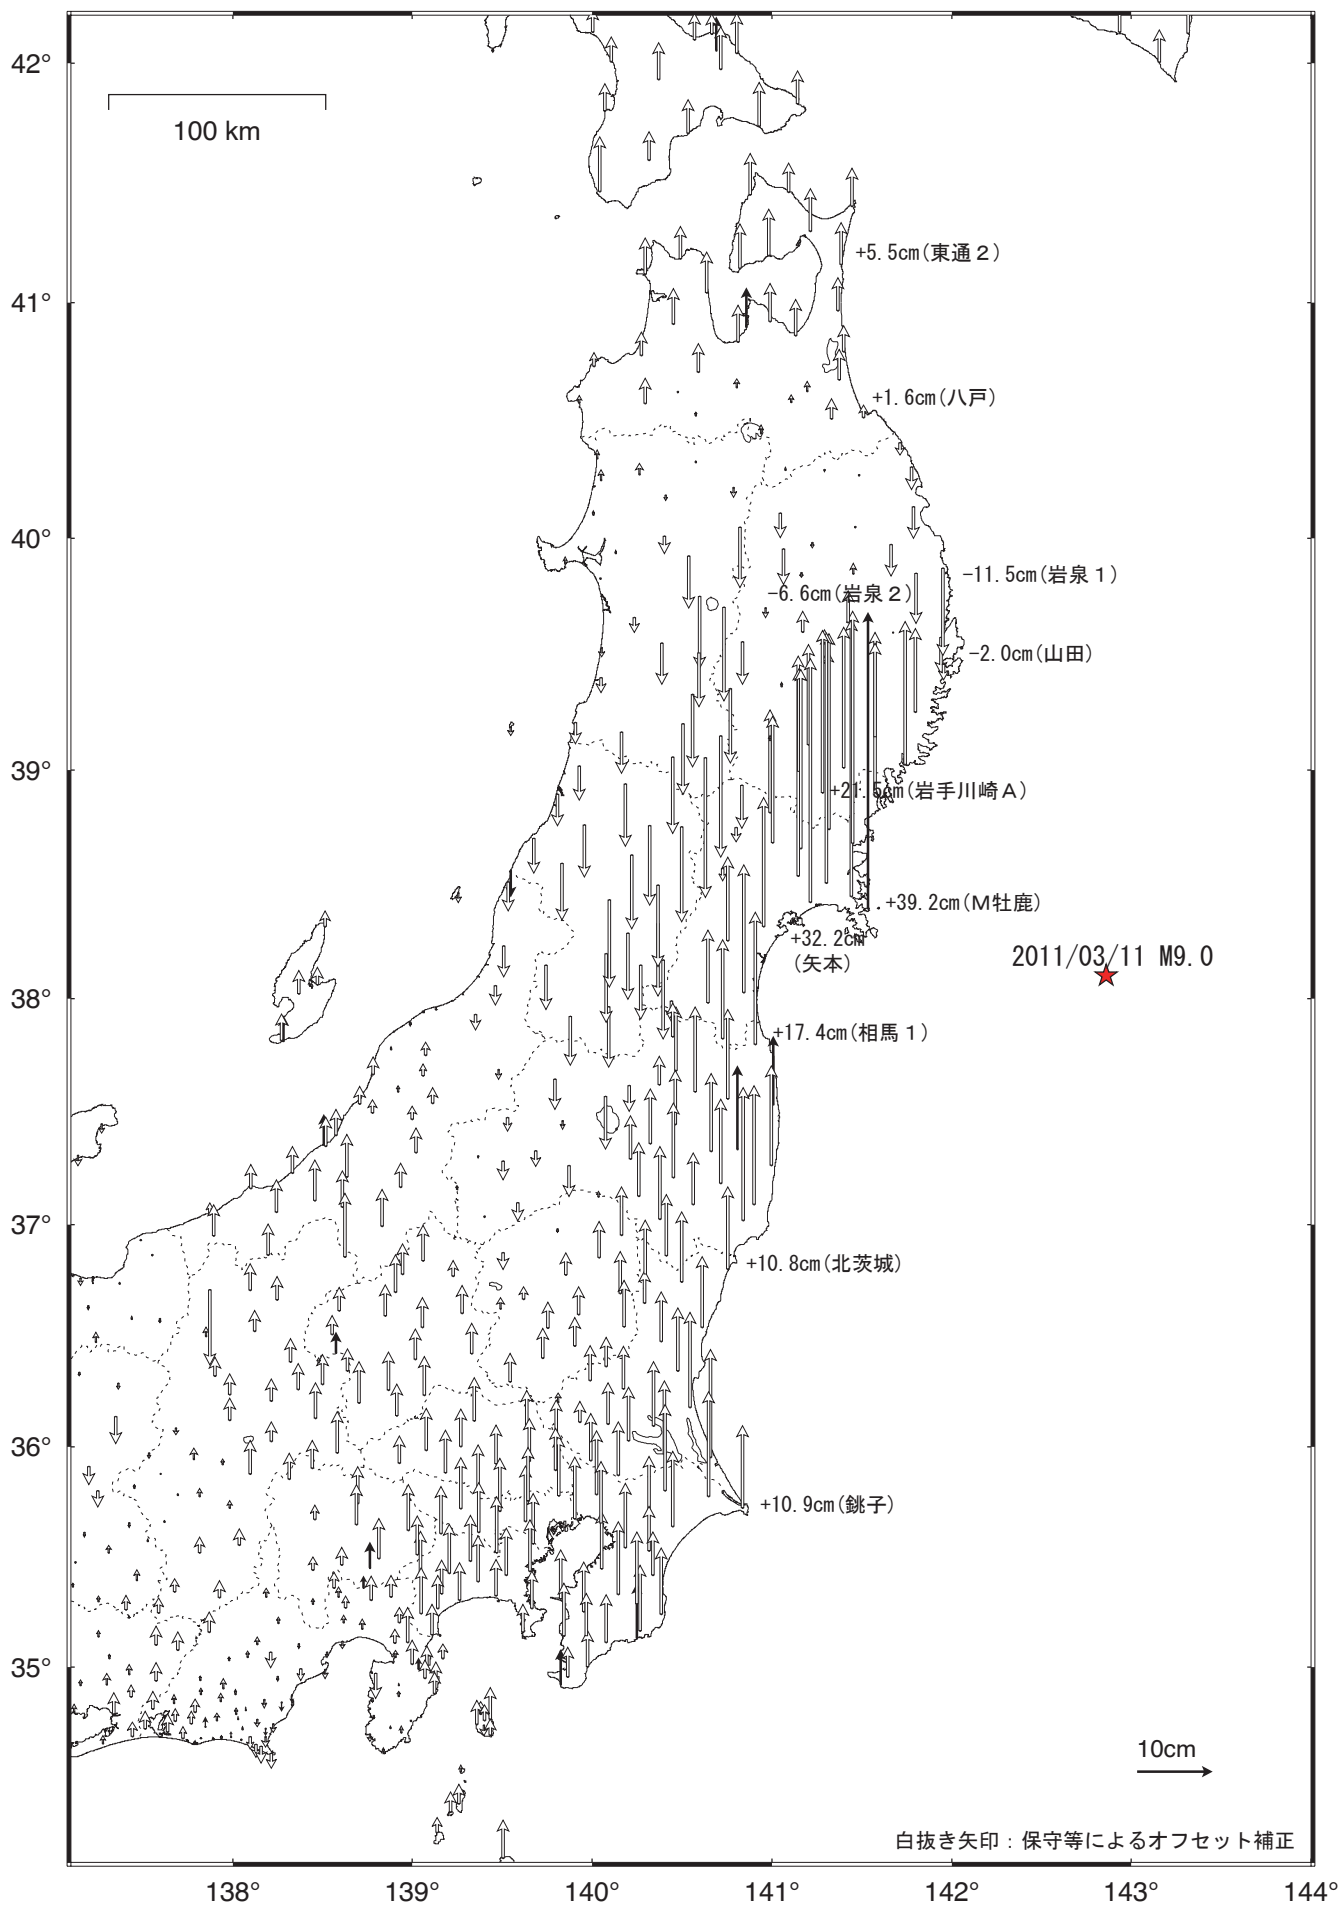 42°
100 km
+5.5cm(東通２)
41°
+1.6cm(八戸)
40°
-11.5cm(岩泉１)
-6.6cm(岩泉２)
-2.0cm(山田)
39°
+21.5cm(岩手川崎Ａ)
+39.2cm(Ｍ牡鹿)
+32.2cm
(矢本)
2011/03/11 M9.0
38°
+17.4cm(相馬１)
37°
+10.8cm(北茨城)
36°
+10.9cm(銚子)
35°
10cm
白抜き矢印：保守等によるオフセット補正
138° 139° 140° 141° 142° 143° 144°